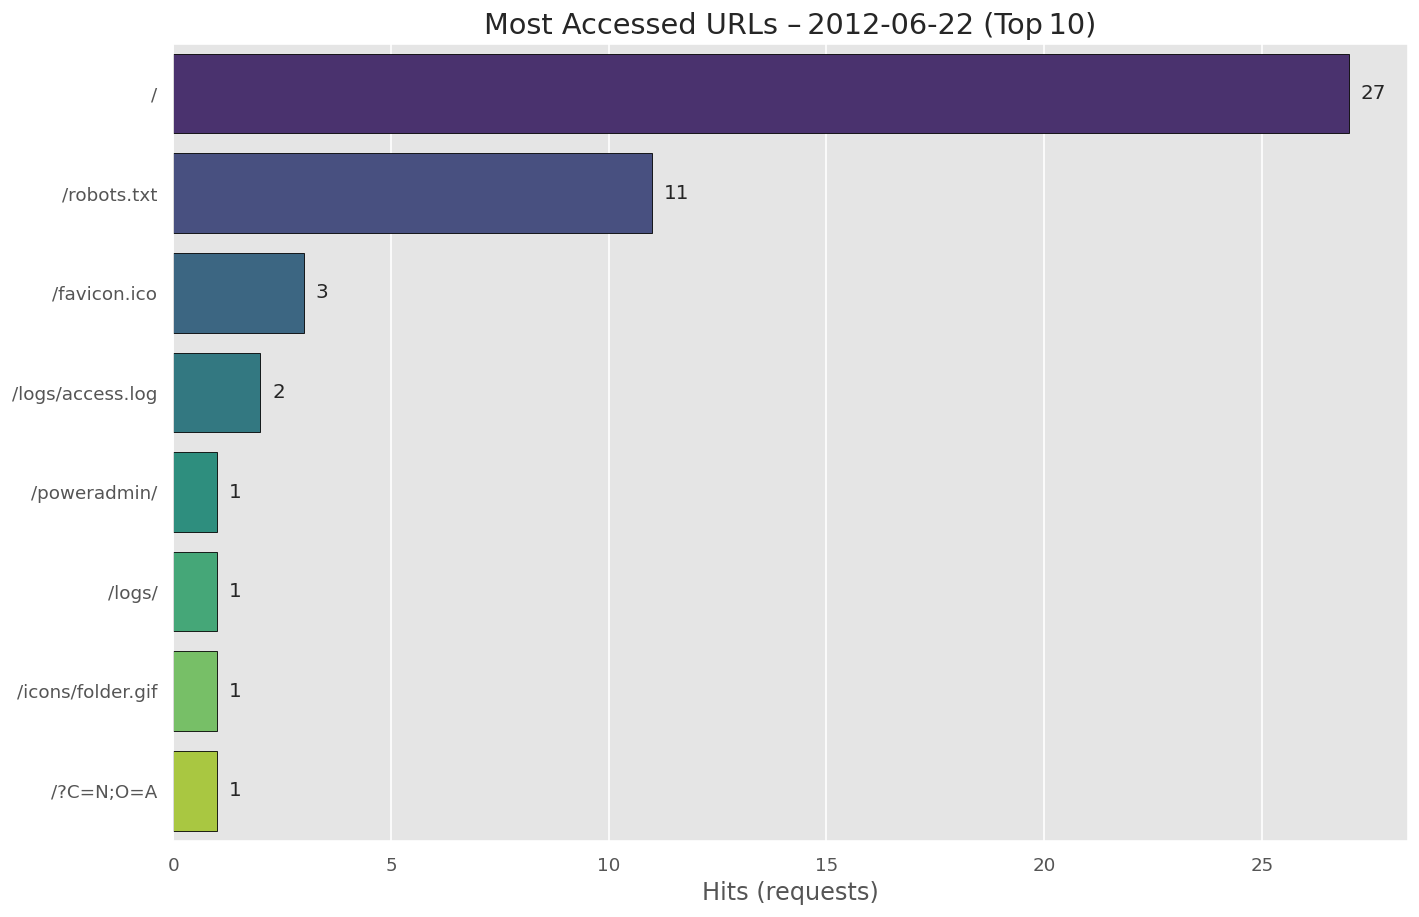 Most Accessed URLs – 2012-06-22 (Top 10)
/ 27
/robots.txt 11
/favicon.ico 3
/logs/access.log 2
/poweradmin/ 1
/logs/ 1
/icons/folder.gif 1
/?C=N;O=A 1
0 5 10 15 20 25
Hits (requests)